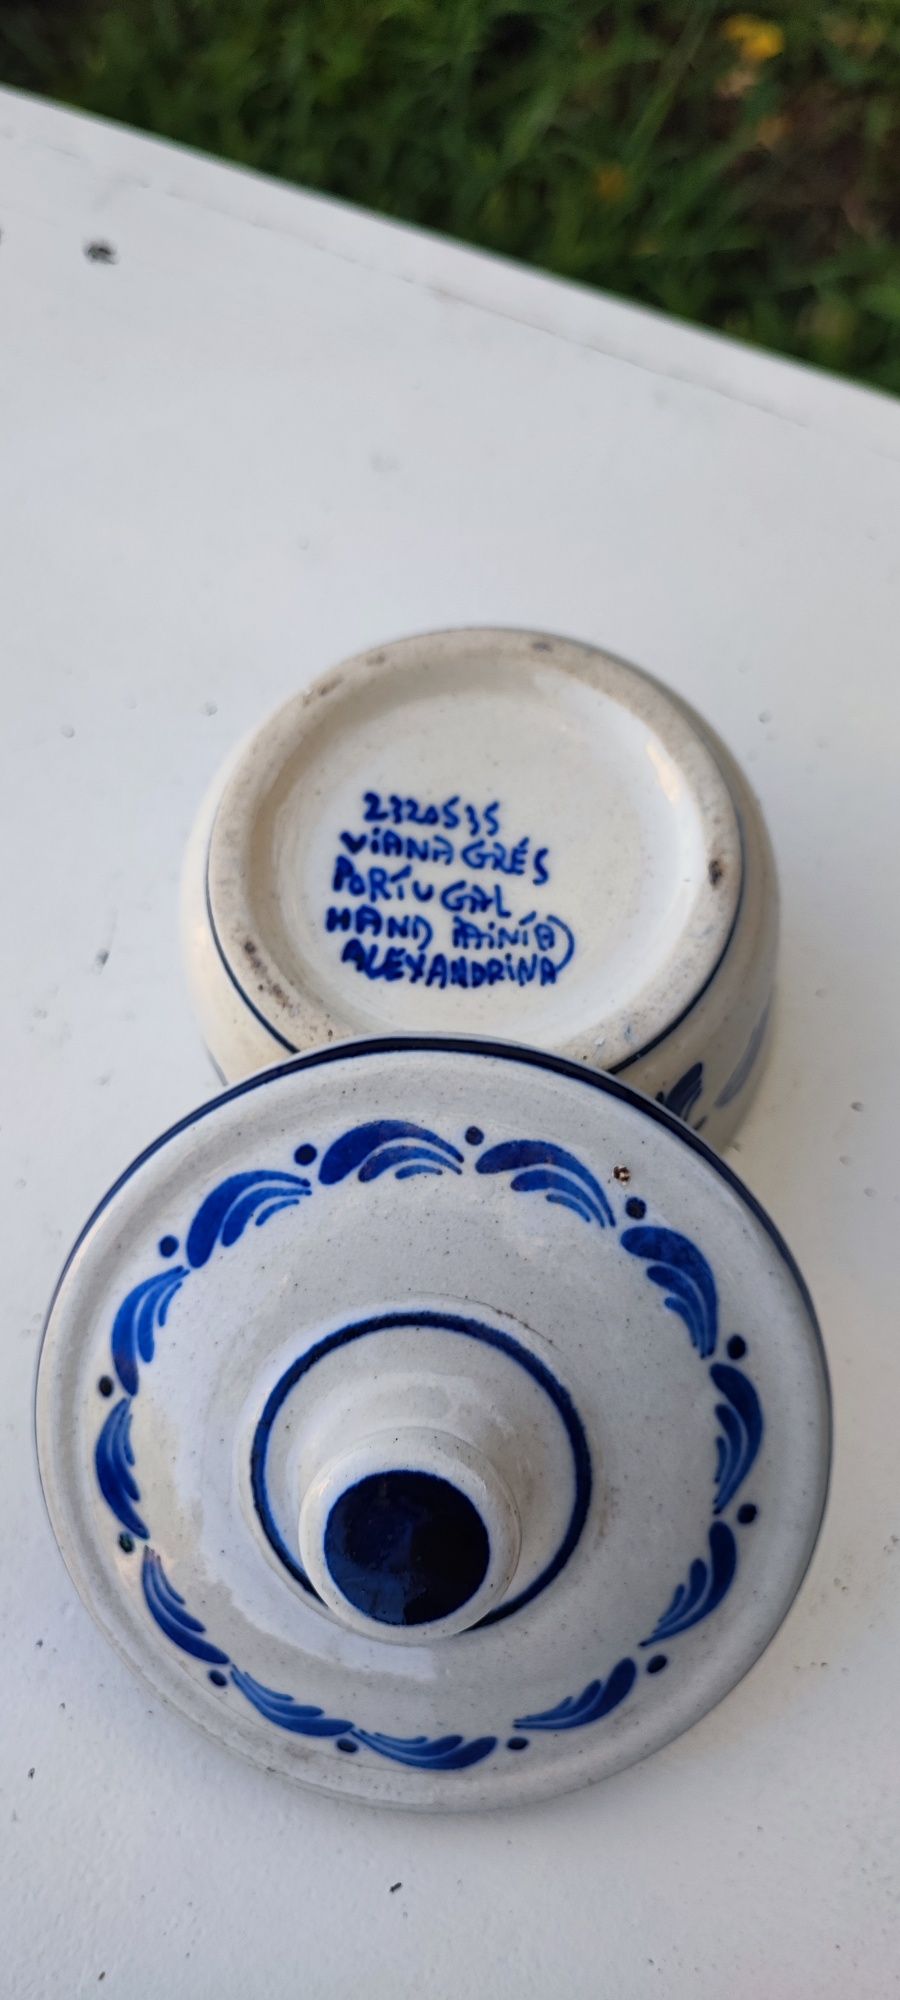 2320535
VIANA GRÉS
PORTUGAL
HAND PAINTED
ALEXANDRINA